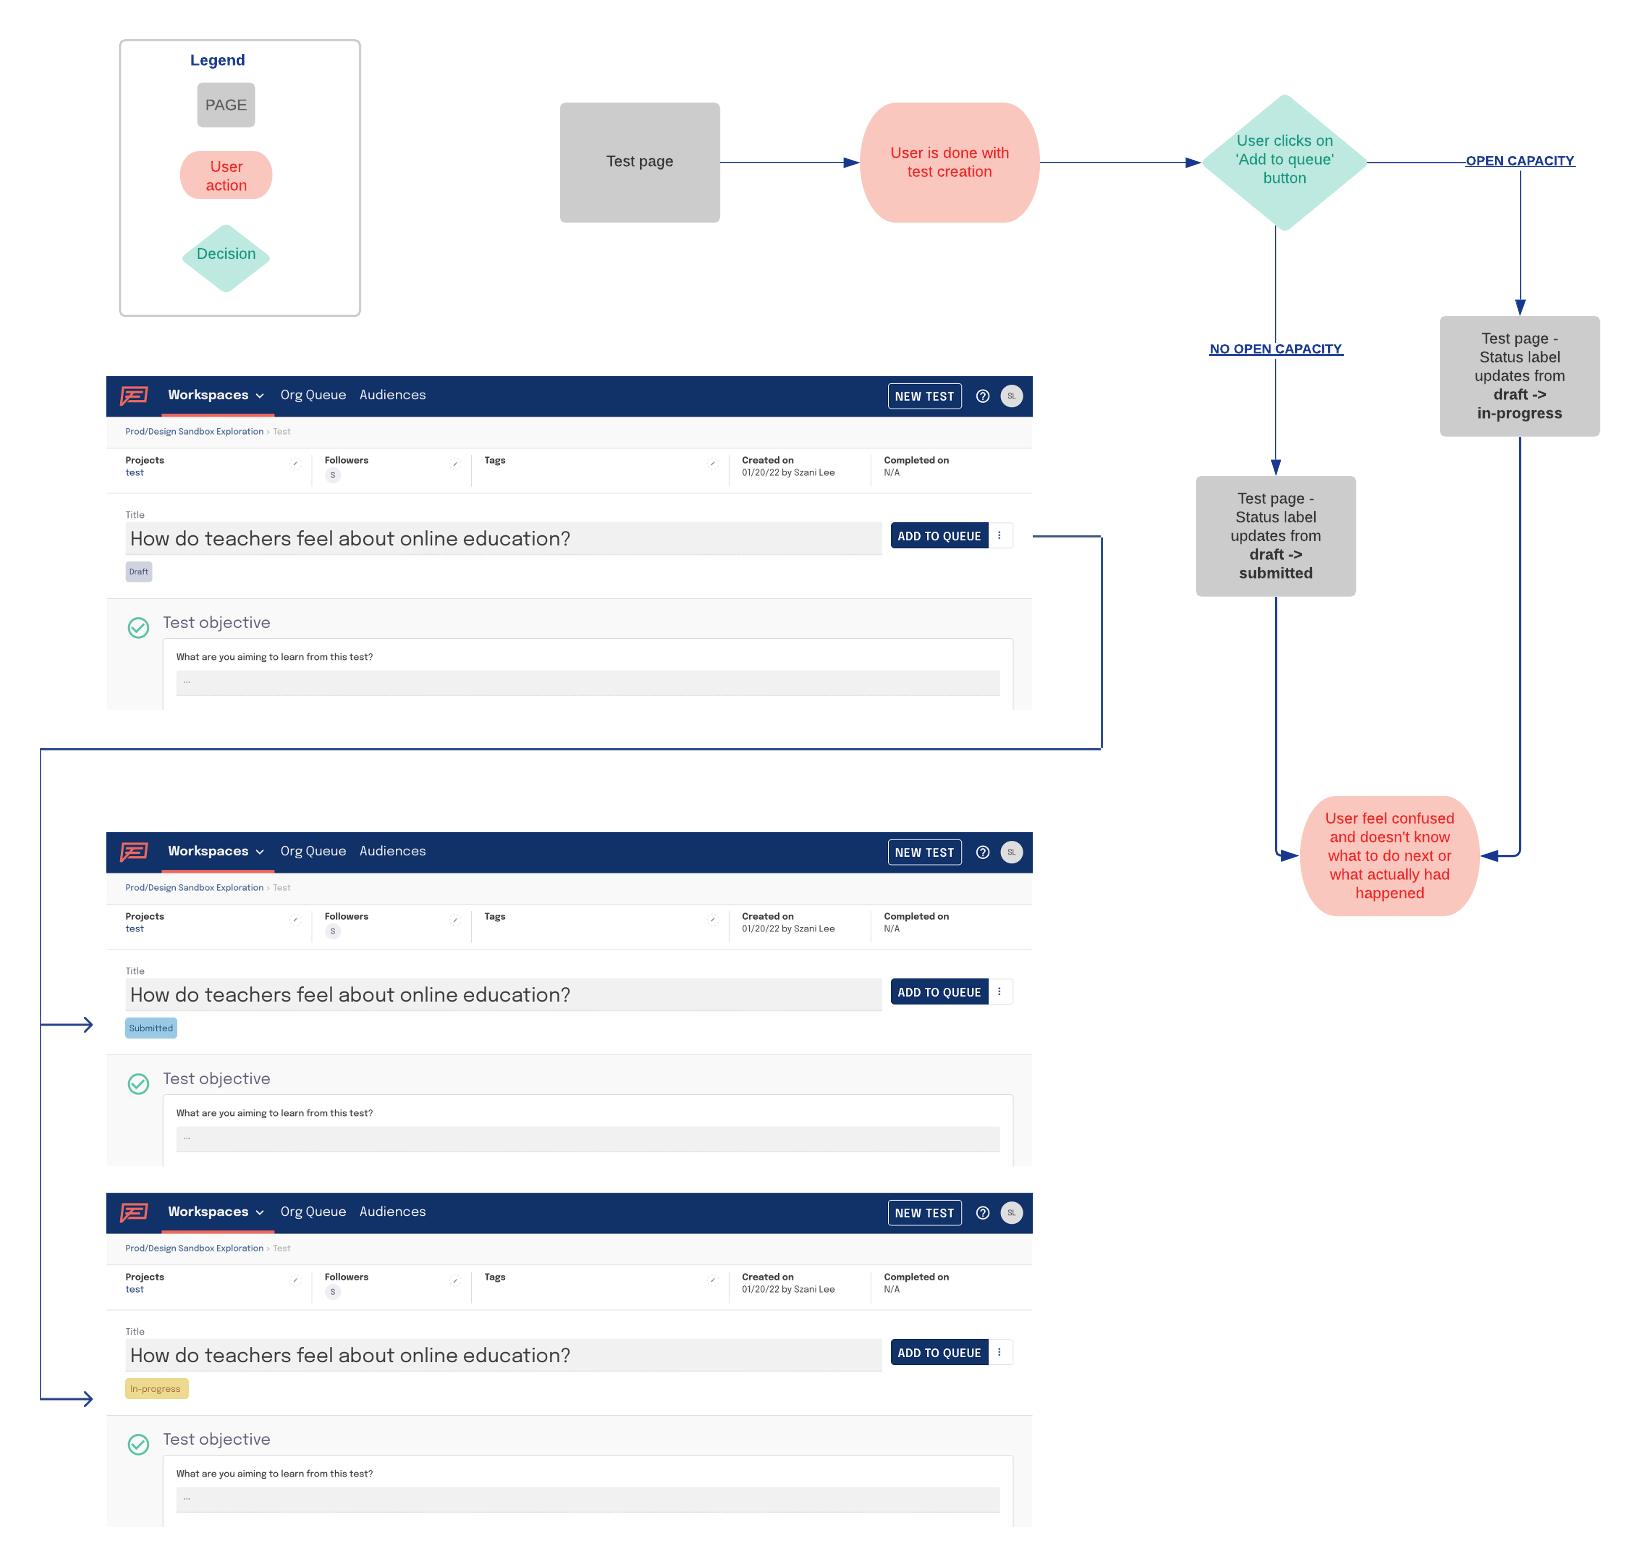 Legend
PAGE
User
action
Decision
Test page
User is done with
test creation
User clicks on
'Add to queue'
button
OPEN CAPACITY
NO OPEN CAPACITY
Test page -
Status label
updates from
draft ->
in-progress
Test page -
Status label
updates from
draft ->
submitted
User feel confused
and doesn't know
what to do next or
what actually had
happened
Workspaces Org Queue Audiences NEW TEST ? SL
Prod/Design Sandbox Exploration > Test
Projects Followers Tags Created on Completed on
test S 01/20/22 by Szani Lee N/A
Title
How do teachers feel about online education? ADD TO QUEUE
Draft
Test objective
What are you aiming to learn from this test?
...
Workspaces Org Queue Audiences NEW TEST ? SL
Prod/Design Sandbox Exploration > Test
Projects Followers Tags Created on Completed on
test S 01/20/22 by Szani Lee N/A
Title
How do teachers feel about online education? ADD TO QUEUE
Submitted
Test objective
What are you aiming to learn from this test?
...
Workspaces Org Queue Audiences NEW TEST ? SL
Prod/Design Sandbox Exploration > Test
Projects Followers Tags Created on Completed on
test S 01/20/22 by Szani Lee N/A
Title
How do teachers feel about online education? ADD TO QUEUE
In-progress
Test objective
What are you aiming to learn from this test?
...